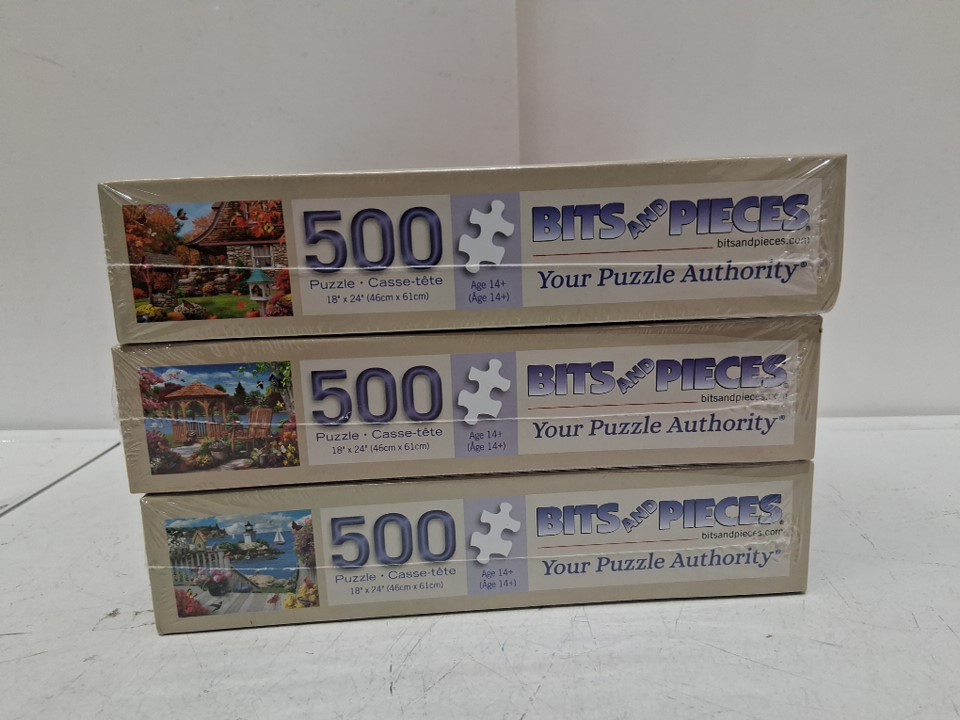 500
Puzzle • Casse-tête
18" x 24" (46cm x 61cm)
Age 14+
(Âge 14+)
BITS AND PIECES®
bitsandpieces.com
Your Puzzle Authority®
500
Puzzle • Casse-tête
18" x 24" (46cm x 61cm)
Age 14+
(Âge 14+)
BITS AND PIECES®
bitsandpieces.com
Your Puzzle Authority®
500
Puzzle • Casse-tête
18" x 24" (46cm x 61cm)
Age 14+
(Âge 14+)
BITS AND PIECES®
bitsandpieces.com
Your Puzzle Authority®